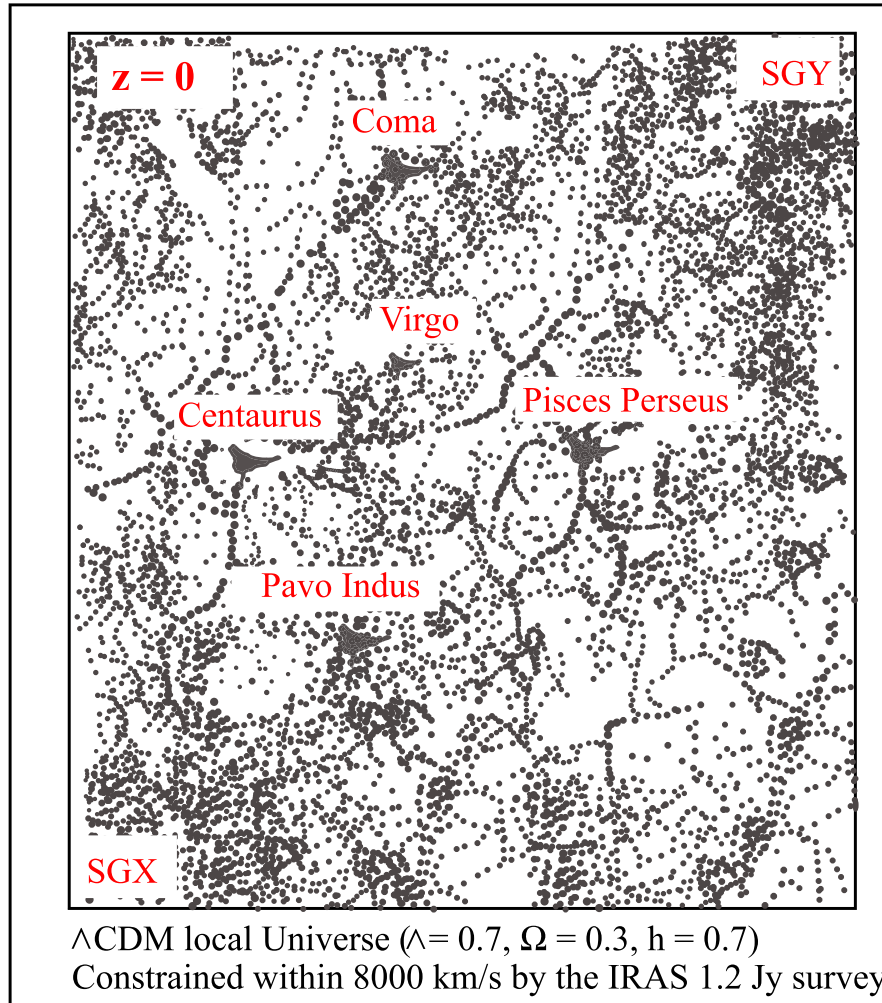 z = 0
SGY
Coma
Virgo
Pisces Perseus
Centaurus
Pavo Indus
SGX
ΛCDM local Universe (Λ= 0.7, Ω = 0.3, h = 0.7)
Constrained within 8000 km/s by the IRAS 1.2 Jy survey